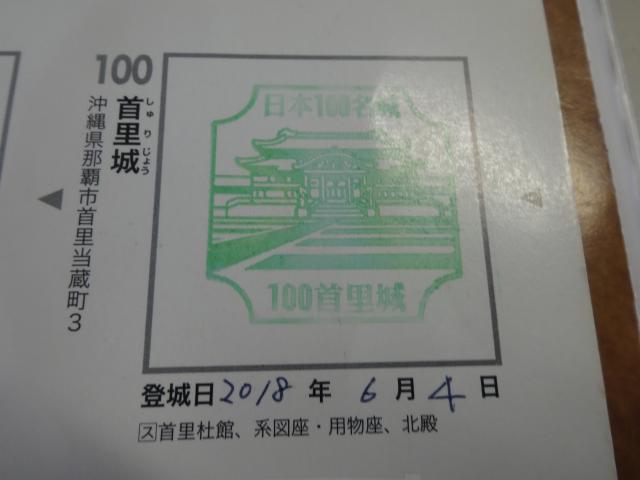 100
首里城
しゅりじょう
沖縄県那覇市首里当蔵町3
日本100名城
100首里城
登城日2018年6月4日
ス首里杜館、系図座・用物座、北殿